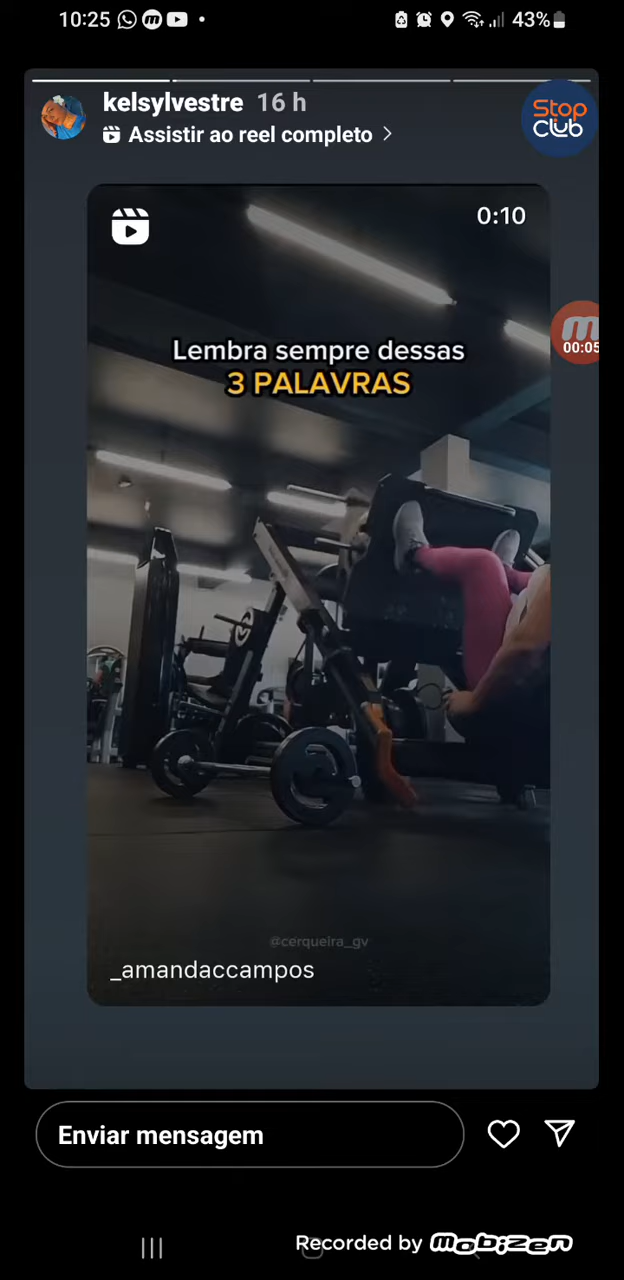 10:25
43%
kelsylvestre 16 h
Assistir ao reel completo
Stop
Club
0:10
00:05
Lembra sempre dessas
3 PALAVRAS
@cerqueira_gv
_amandaccampos
Enviar mensagem
Recorded by Mobizen